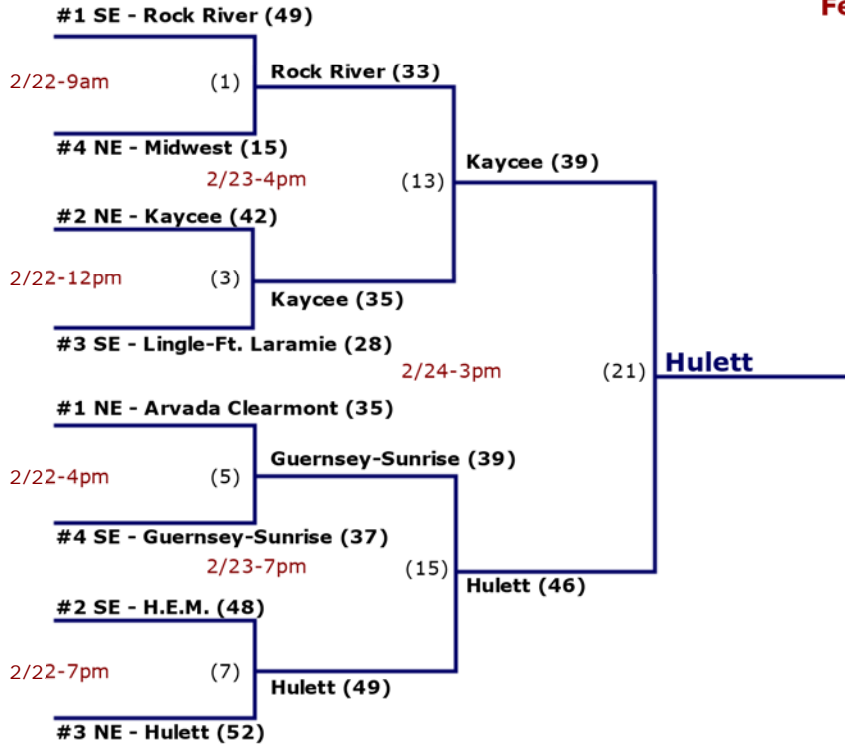 #1 SE - Rock River (49)
Fe
2/22-9am
(1)
Rock River (33)
#4 NE - Midwest (15)
2/23-4pm
(13)
Kaycee (39)
#2 NE - Kaycee (42)
2/22-12pm
(3)
Kaycee (35)
#3 SE - Lingle-Ft. Laramie (28)
2/24-3pm
(21)
Hulett
#1 NE - Arvada Clearmont (35)
2/22-4pm
(5)
Guernsey-Sunrise (39)
#4 SE - Guernsey-Sunrise (37)
2/23-7pm
(15)
Hulett (46)
#2 SE - H.E.M. (48)
2/22-7pm
(7)
Hulett (49)
#3 NE - Hulett (52)